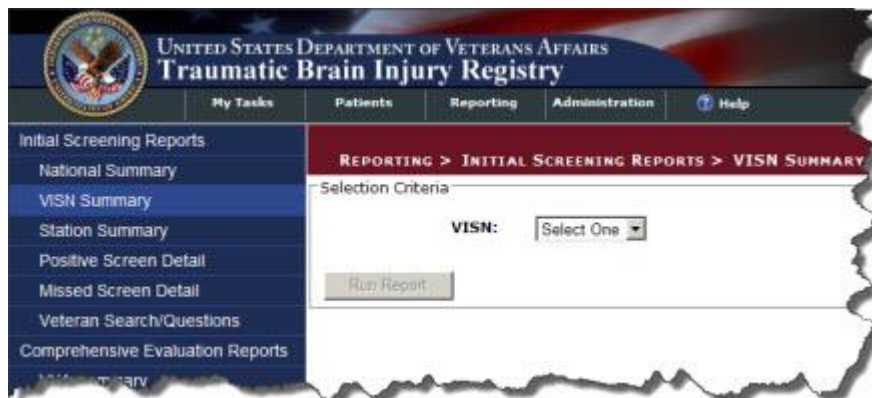 United States Department of Veterans Affairs
Traumatic Brain Injury Registry
My Tasks Patients Reporting Administration Help
Initial Screening Reports
National Summary
VISN Summary
Station Summary
Positive Screen Detail
Missed Screen Detail
Veteran Search/Questions
Comprehensive Evaluation Reports
Reporting > Initial Screening Reports > VISN Summary
Selection Criteria
VISN: Select One
Run Report